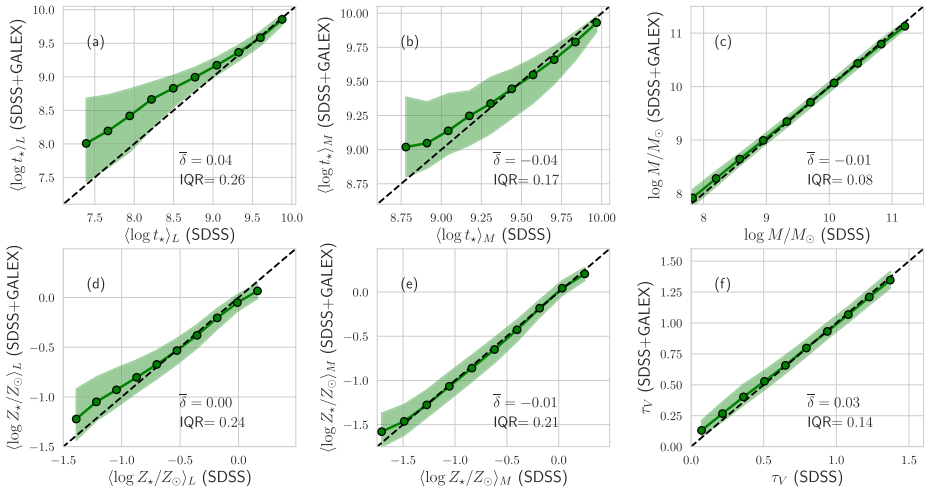 (a)
⟨log t⋆⟩L (SDSS+GALEX)
10.0
9.5
9.0
8.5
8.0
7.5
δ̅ = 0.04
IQR= 0.26
7.5 8.0 8.5 9.0 9.5 10.0
⟨log t⋆⟩L (SDSS)
(b)
⟨log t⋆⟩M (SDSS+GALEX)
10.00
9.75
9.50
9.25
9.00
8.75
δ̅ = −0.04
IQR= 0.17
8.75 9.00 9.25 9.50 9.75 10.00
⟨log t⋆⟩M (SDSS)
(c)
log M/M⊙ (SDSS+GALEX)
11
10
9
8
δ̅ = −0.01
IQR= 0.08
8 9 10 11
log M/M⊙ (SDSS)
(d)
⟨log Z⋆/Z⊙⟩L (SDSS+GALEX)
0.0
−0.5
−1.0
−1.5
δ̅ = 0.00
IQR= 0.24
−1.5 −1.0 −0.5 0.0
⟨log Z⋆/Z⊙⟩L (SDSS)
(e)
⟨log Z⋆/Z⊙⟩M (SDSS+GALEX)
0.0
−0.5
−1.0
−1.5
δ̅ = −0.01
IQR= 0.21
−1.5 −1.0 −0.5 0.0
⟨log Z⋆/Z⊙⟩M (SDSS)
(f)
τV (SDSS+GALEX)
1.50
1.25
1.00
0.75
0.50
0.25
0.00
δ̅ = 0.03
IQR= 0.14
0.0 0.5 1.0 1.5
τV (SDSS)